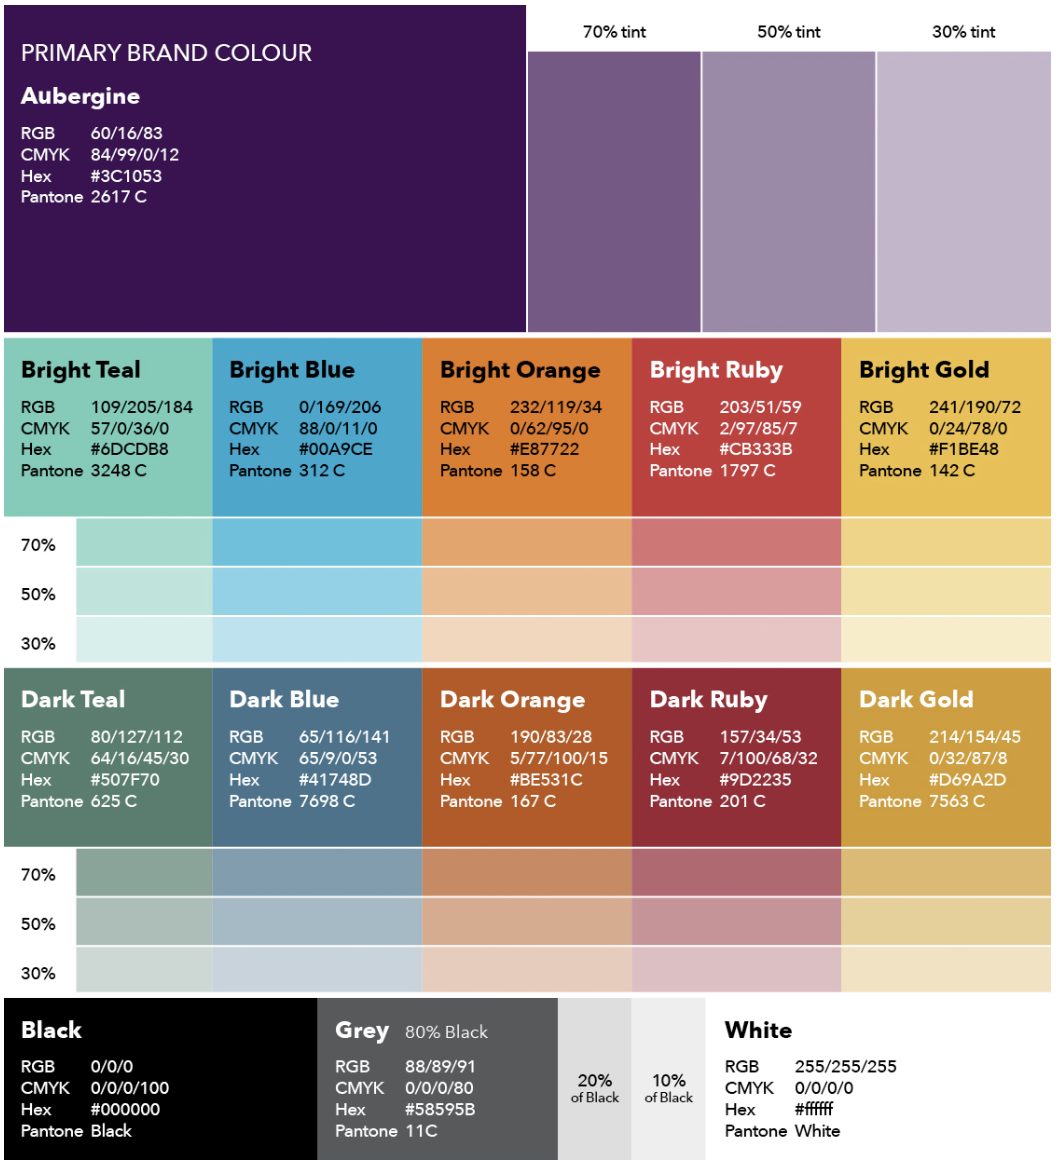 PRIMARY BRAND COLOUR
Aubergine
RGB 60/16/83
CMYK 84/99/0/12
Hex #3C1053
Pantone 2617 C
70% tint
50% tint
30% tint
Bright Teal
RGB 109/205/184
CMYK 57/0/36/0
Hex #6DCDB8
Pantone 3248 C
Bright Blue
RGB 0/169/206
CMYK 88/0/11/0
Hex #00A9CE
Pantone 312 C
Bright Orange
RGB 232/119/34
CMYK 0/62/95/0
Hex #E87722
Pantone 158 C
Bright Ruby
RGB 203/51/59
CMYK 2/97/85/7
Hex #CB333B
Pantone 1797 C
Bright Gold
RGB 241/190/72
CMYK 0/24/78/0
Hex #F1BE48
Pantone 142 C
70%
50%
30%
Dark Teal
RGB 80/127/112
CMYK 64/16/45/30
Hex #507F70
Pantone 625 C
Dark Blue
RGB 65/116/141
CMYK 65/9/0/53
Hex #41748D
Pantone 7698 C
Dark Orange
RGB 190/83/28
CMYK 5/77/100/15
Hex #BE531C
Pantone 167 C
Dark Ruby
RGB 157/34/53
CMYK 7/100/68/32
Hex #9D2235
Pantone 201 C
Dark Gold
RGB 214/154/45
CMYK 0/32/87/8
Hex #D69A2D
Pantone 7563 C
70%
50%
30%
Black
RGB 0/0/0
CMYK 0/0/0/100
Hex #000000
Pantone Black
Grey 80% Black
RGB 88/89/91
CMYK 0/0/0/80
Hex #58595B
Pantone 11C
20%
of Black
10%
of Black
White
RGB 255/255/255
CMYK 0/0/0/0
Hex #ffffff
Pantone White